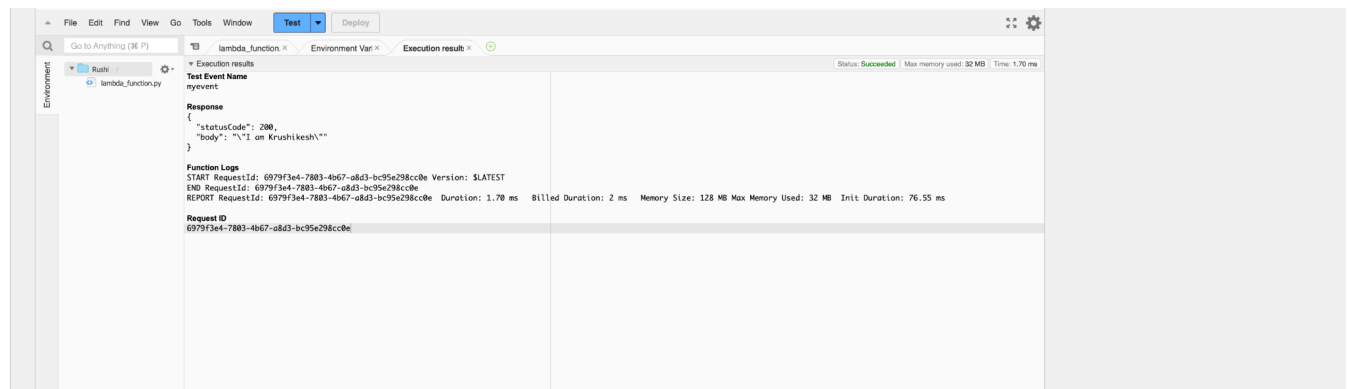 File Edit Find View Go Tools Window Test Deploy
Go to Anything (⌘ P)
lambda_function. × Environment Vari × Execution results ×
Environment
Rushi /
lambda_function.py
Execution results
Status: Succeeded Max memory used: 32 MB Time: 1.70 ms
Test Event Name
myevent
Response
{
"statusCode": 200,
"body": "\"I am Krushikesh\""
}
Function Logs
START RequestId: 6979f3e4-7803-4b67-a8d3-bc95e298cc0e Version: $LATEST
END RequestId: 6979f3e4-7803-4b67-a8d3-bc95e298cc0e
REPORT RequestId: 6979f3e4-7803-4b67-a8d3-bc95e298cc0e Duration: 1.70 ms Billed Duration: 2 ms Memory Size: 128 MB Max Memory Used: 32 MB Init Duration: 76.55 ms
Request ID
6979f3e4-7803-4b67-a8d3-bc95e298cc0e